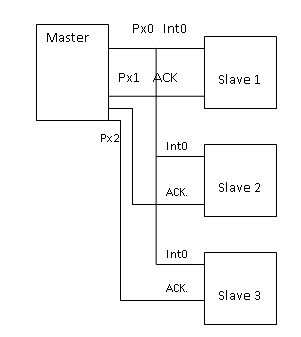 Px0 Int0
Master
Px1 ACK
Slave 1
Px2
Int0
Slave 2
ACK.
Int0
ACK.
Slave 3